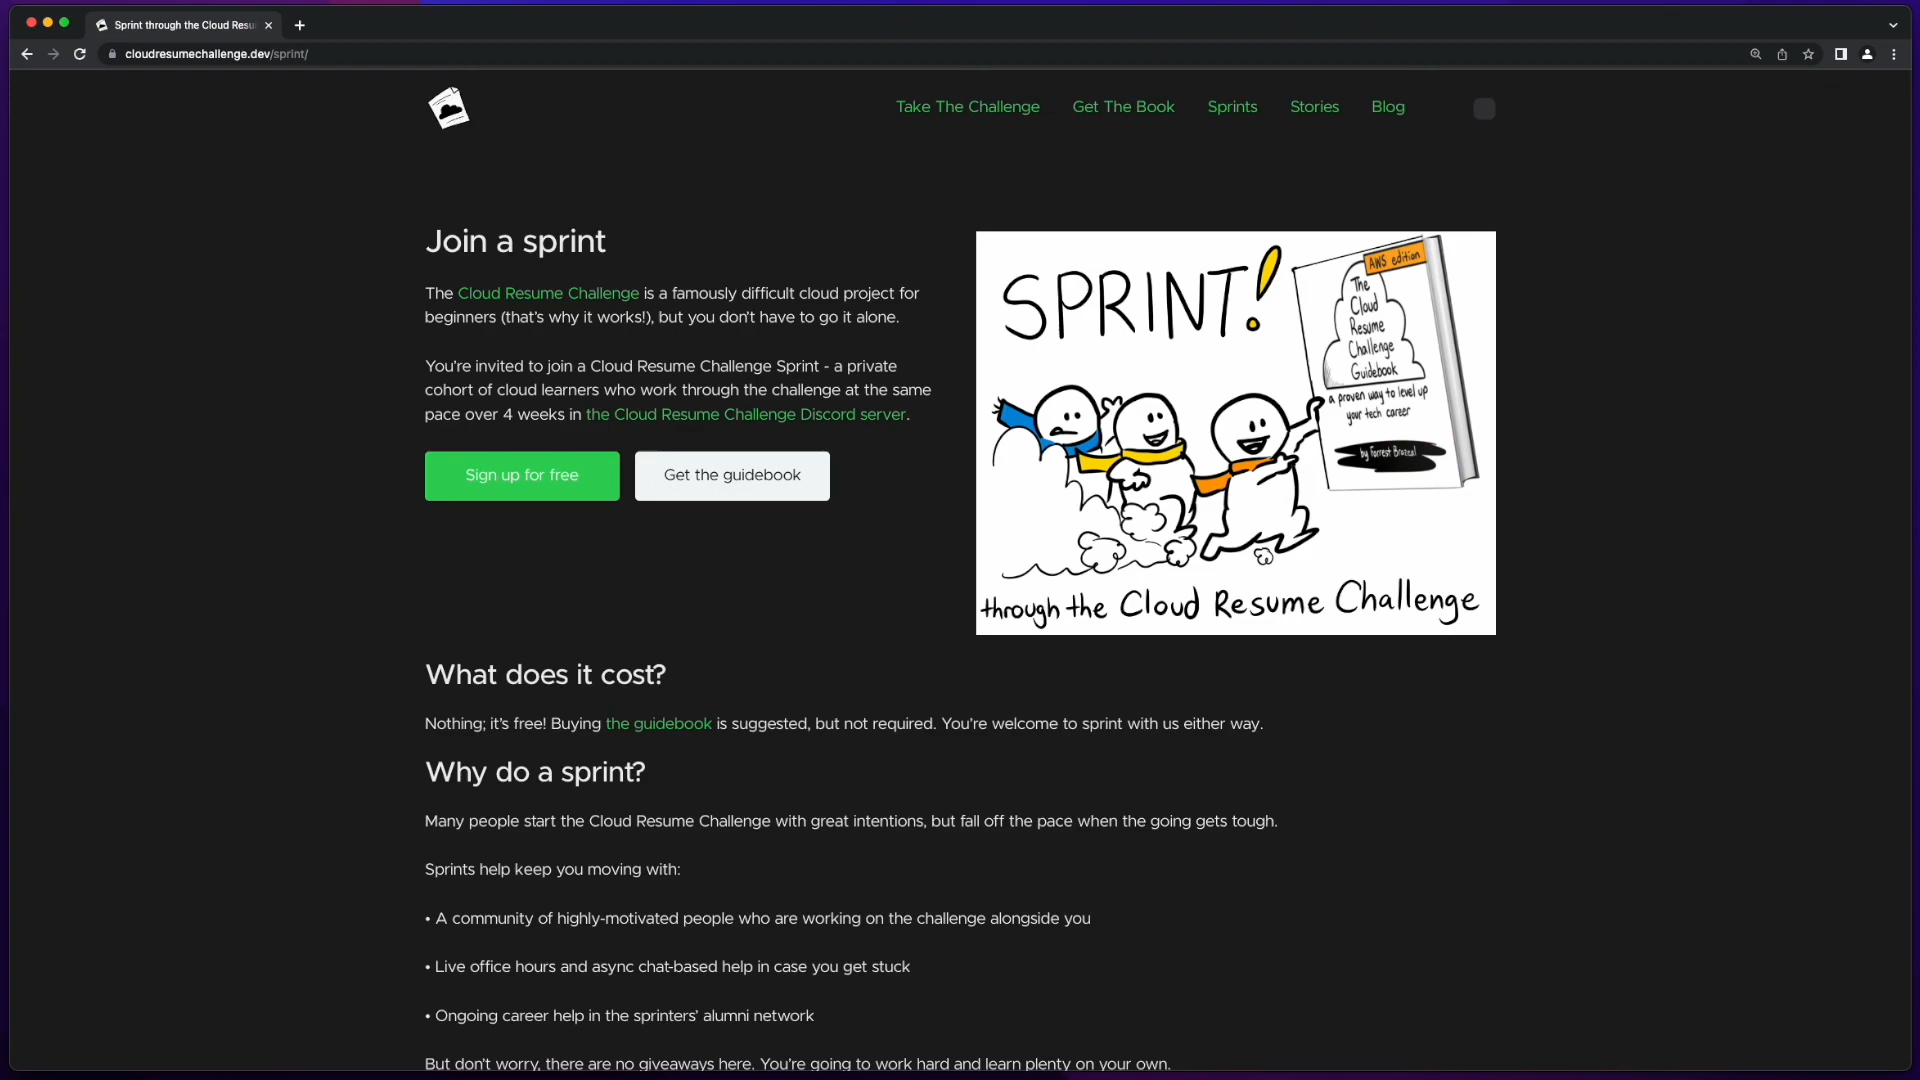 Sprint through the Cloud Resu
cloudresumechallenge.dev/sprint/
Take The Challenge
Get The Book
Sprints
Stories
Blog
Join a sprint
The Cloud Resume Challenge is a famously difficult cloud project for
beginners (that's why it works!), but you don't have to go it alone.
You're invited to join a Cloud Resume Challenge Sprint - a private
cohort of cloud learners who work through the challenge at the same
pace over 4 weeks in the Cloud Resume Challenge Discord server.
Sign up for free
Get the guidebook
SPRINT!
AWS edition
The
Cloud
Resume
Challenge
Guidebook
a proven way to level up
your tech career
by Forrest Brazeal
through the Cloud Resume Challenge
What does it cost?
Nothing; it's free! Buying the guidebook is suggested, but not required. You're welcome to sprint with us either way.
Why do a sprint?
Many people start the Cloud Resume Challenge with great intentions, but fall off the pace when the going gets tough.
Sprints help keep you moving with:
• A community of highly-motivated people who are working on the challenge alongside you
• Live office hours and async chat-based help in case you get stuck
• Ongoing career help in the sprinters' alumni network
But don't worry, there are no giveaways here. You're going to work hard and learn plenty on your own.